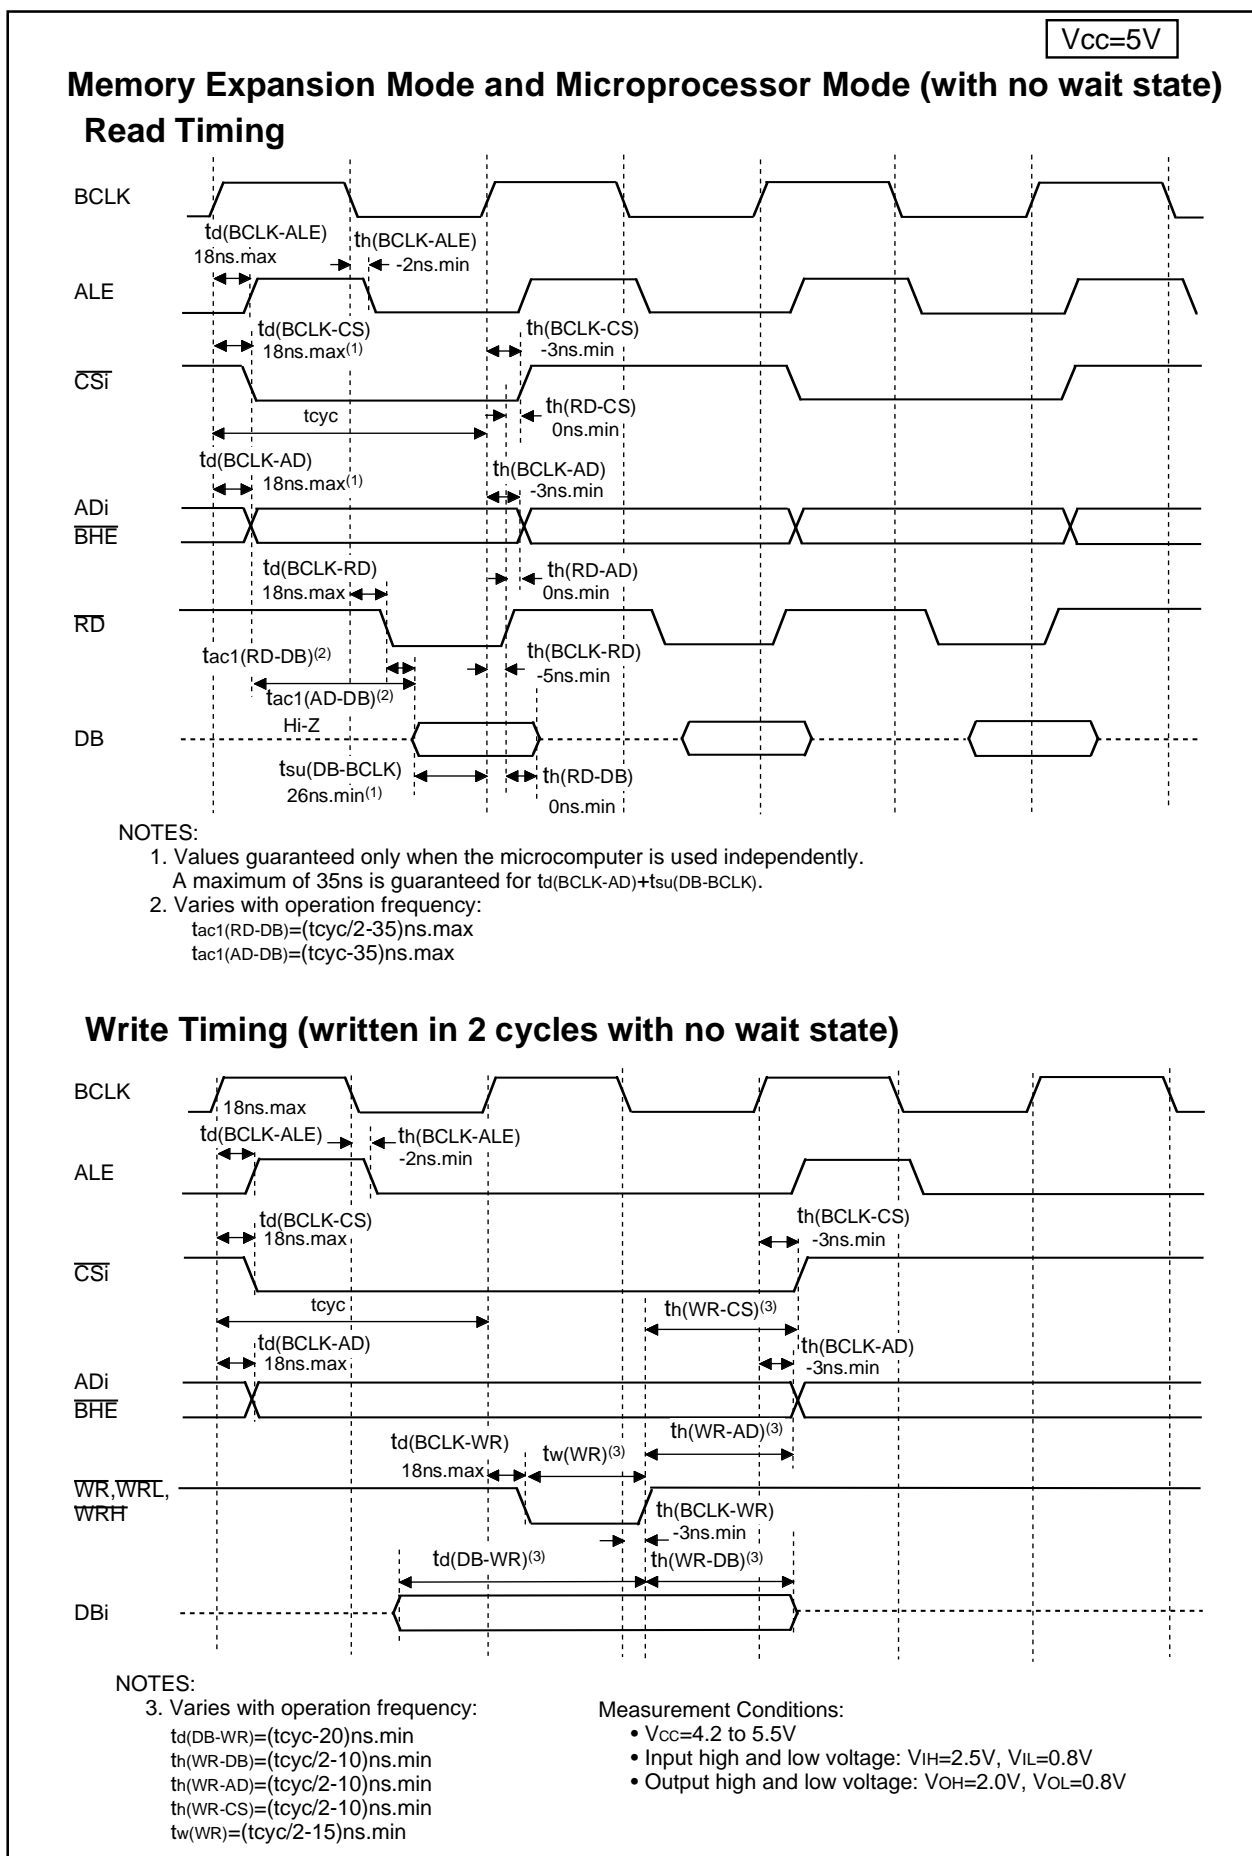 Vcc=5V
Memory Expansion Mode and Microprocessor Mode (with no wait state)
Read Timing
BCLK
td(BCLK-ALE)
18ns.max
th(BCLK-ALE)
-2ns.min
ALE
td(BCLK-CS)
18ns.max(1)
th(BCLK-CS)
-3ns.min
CSi
tcyc
th(RD-CS)
0ns.min
td(BCLK-AD)
18ns.max(1)
th(BCLK-AD)
-3ns.min
ADi
BHE
td(BCLK-RD)
18ns.max
th(RD-AD)
0ns.min
RD
tac1(RD-DB)(2)
th(BCLK-RD)
-5ns.min
tac1(AD-DB)(2)
Hi-Z
DB
tsu(DB-BCLK)
26ns.min(1)
th(RD-DB)
0ns.min
NOTES:
1. Values guaranteed only when the microcomputer is used independently.
A maximum of 35ns is guaranteed for td(BCLK-AD)+tsu(DB-BCLK).
2. Varies with operation frequency:
tac1(RD-DB)=(tcyc/2-35)ns.max
tac1(AD-DB)=(tcyc-35)ns.max
Write Timing (written in 2 cycles with no wait state)
BCLK
18ns.max
td(BCLK-ALE)
th(BCLK-ALE)
-2ns.min
ALE
td(BCLK-CS)
18ns.max
th(BCLK-CS)
-3ns.min
CSi
tcyc
th(WR-CS)(3)
td(BCLK-AD)
18ns.max
th(BCLK-AD)
-3ns.min
ADi
BHE
td(BCLK-WR)
18ns.max
tw(WR)(3)
th(WR-AD)(3)
WR,WRL,
WRH
th(BCLK-WR)
-3ns.min
td(DB-WR)(3)
th(WR-DB)(3)
DBi
NOTES:
3. Varies with operation frequency:
td(DB-WR)=(tcyc-20)ns.min
th(WR-DB)=(tcyc/2-10)ns.min
th(WR-AD)=(tcyc/2-10)ns.min
th(WR-CS)=(tcyc/2-10)ns.min
tw(WR)=(tcyc/2-15)ns.min
Measurement Conditions:
• VCC=4.2 to 5.5V
• Input high and low voltage: VIH=2.5V, VIL=0.8V
• Output high and low voltage: VOH=2.0V, VOL=0.8V